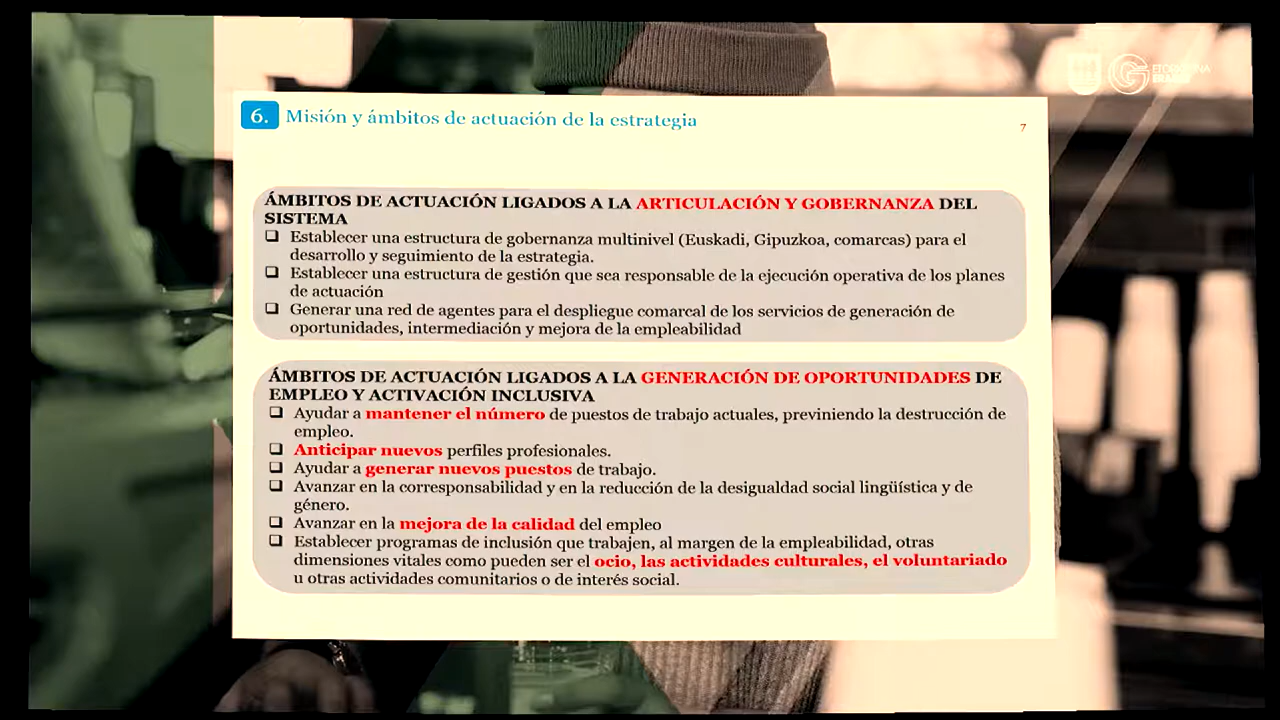 ETORKIZUNA
ERAIKIZ
6. Misión y ámbitos de actuación de la estrategia
7
ÁMBITOS DE ACTUACIÓN LIGADOS A LA ARTICULACIÓN Y GOBERNANZA DEL
SISTEMA
❑ Establecer una estructura de gobernanza multinivel (Euskadi, Gipuzkoa, comarcas) para el
desarrollo y seguimiento de la estrategia.
❑ Establecer una estructura de gestión que sea responsable de la ejecución operativa de los planes
de actuación
❑ Generar una red de agentes para el despliegue comarcal de los servicios de generación de
oportunidades, intermediación y mejora de la empleabilidad
ÁMBITOS DE ACTUACIÓN LIGADOS A LA GENERACIÓN DE OPORTUNIDADES DE
EMPLEO Y ACTIVACIÓN INCLUSIVA
❑ Ayudar a mantener el número de puestos de trabajo actuales, previniendo la destrucción de
empleo.
❑ Anticipar nuevos perfiles profesionales.
❑ Ayudar a generar nuevos puestos de trabajo.
❑ Avanzar en la corresponsabilidad y en la reducción de la desigualdad social lingüística y de
género.
❑ Avanzar en la mejora de la calidad del empleo
❑ Establecer programas de inclusión que trabajen, al margen de la empleabilidad, otras
dimensiones vitales como pueden ser el ocio, las actividades culturales, el voluntariado
u otras actividades comunitarios o de interés social.